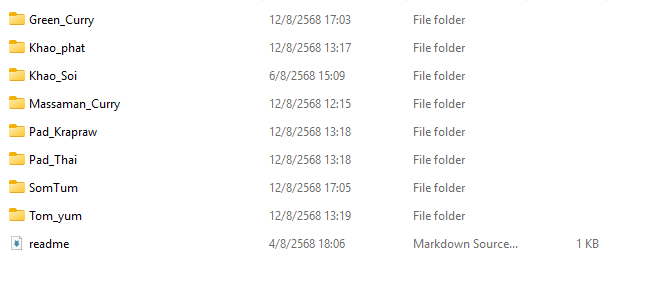 Green_Curry 12/8/2568 17:03 File folder
Khao_phat 12/8/2568 13:17 File folder
Khao_Soi 6/8/2568 15:09 File folder
Massaman_Curry 12/8/2568 12:15 File folder
Pad_Krapraw 12/8/2568 13:18 File folder
Pad_Thai 12/8/2568 13:18 File folder
SomTum 12/8/2568 17:05 File folder
Tom_yum 12/8/2568 13:19 File folder
readme 4/8/2568 18:06 Markdown Source... 1 KB